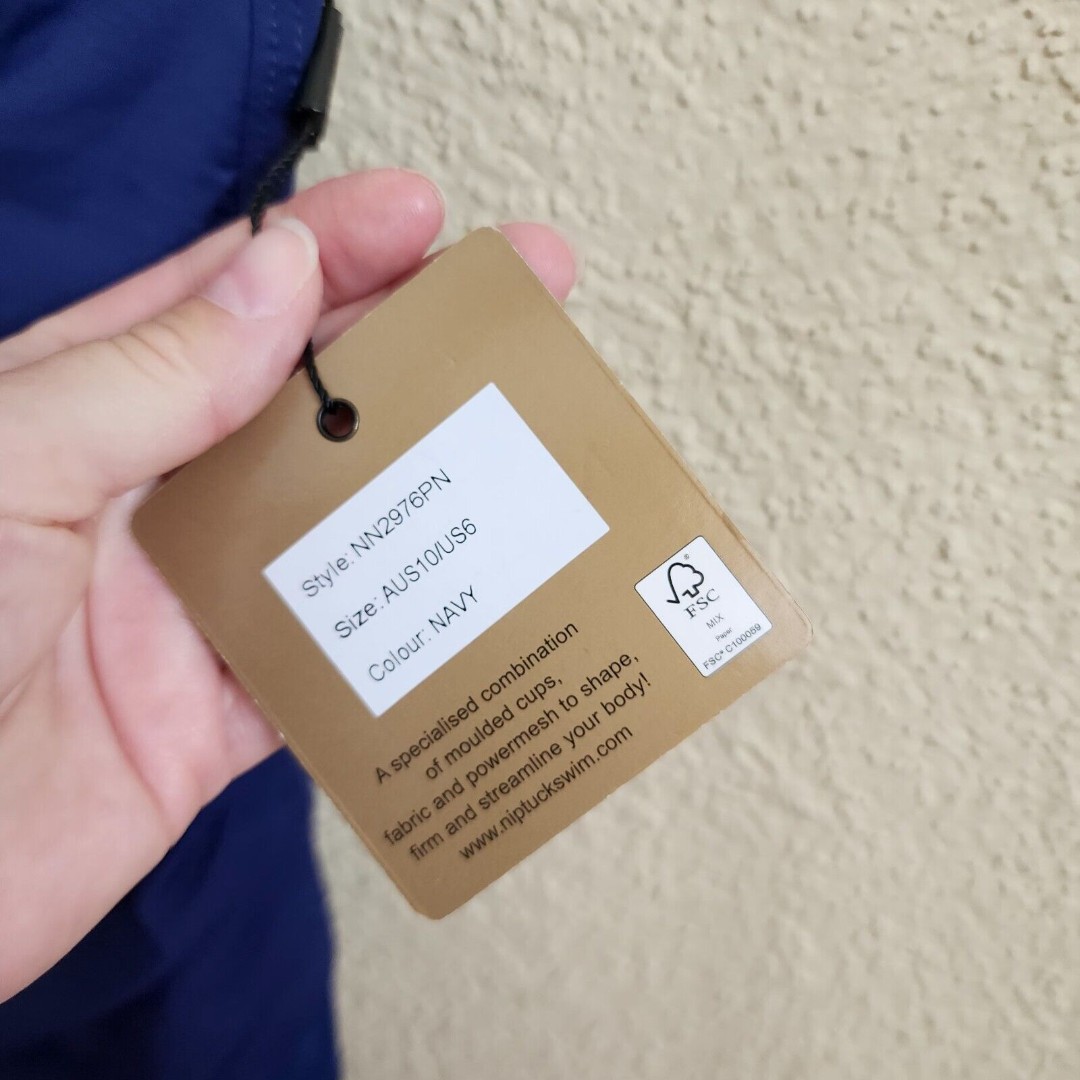 Style: NN2976PN
Size: AUS10/US6
Colour: NAVY
A specialised combination
of moulded cups,
fabric and powermesh to shape,
firm and streamline your body!
www.niptuckswim.com
®
FSC
MIX
Paper
FSC® C100059